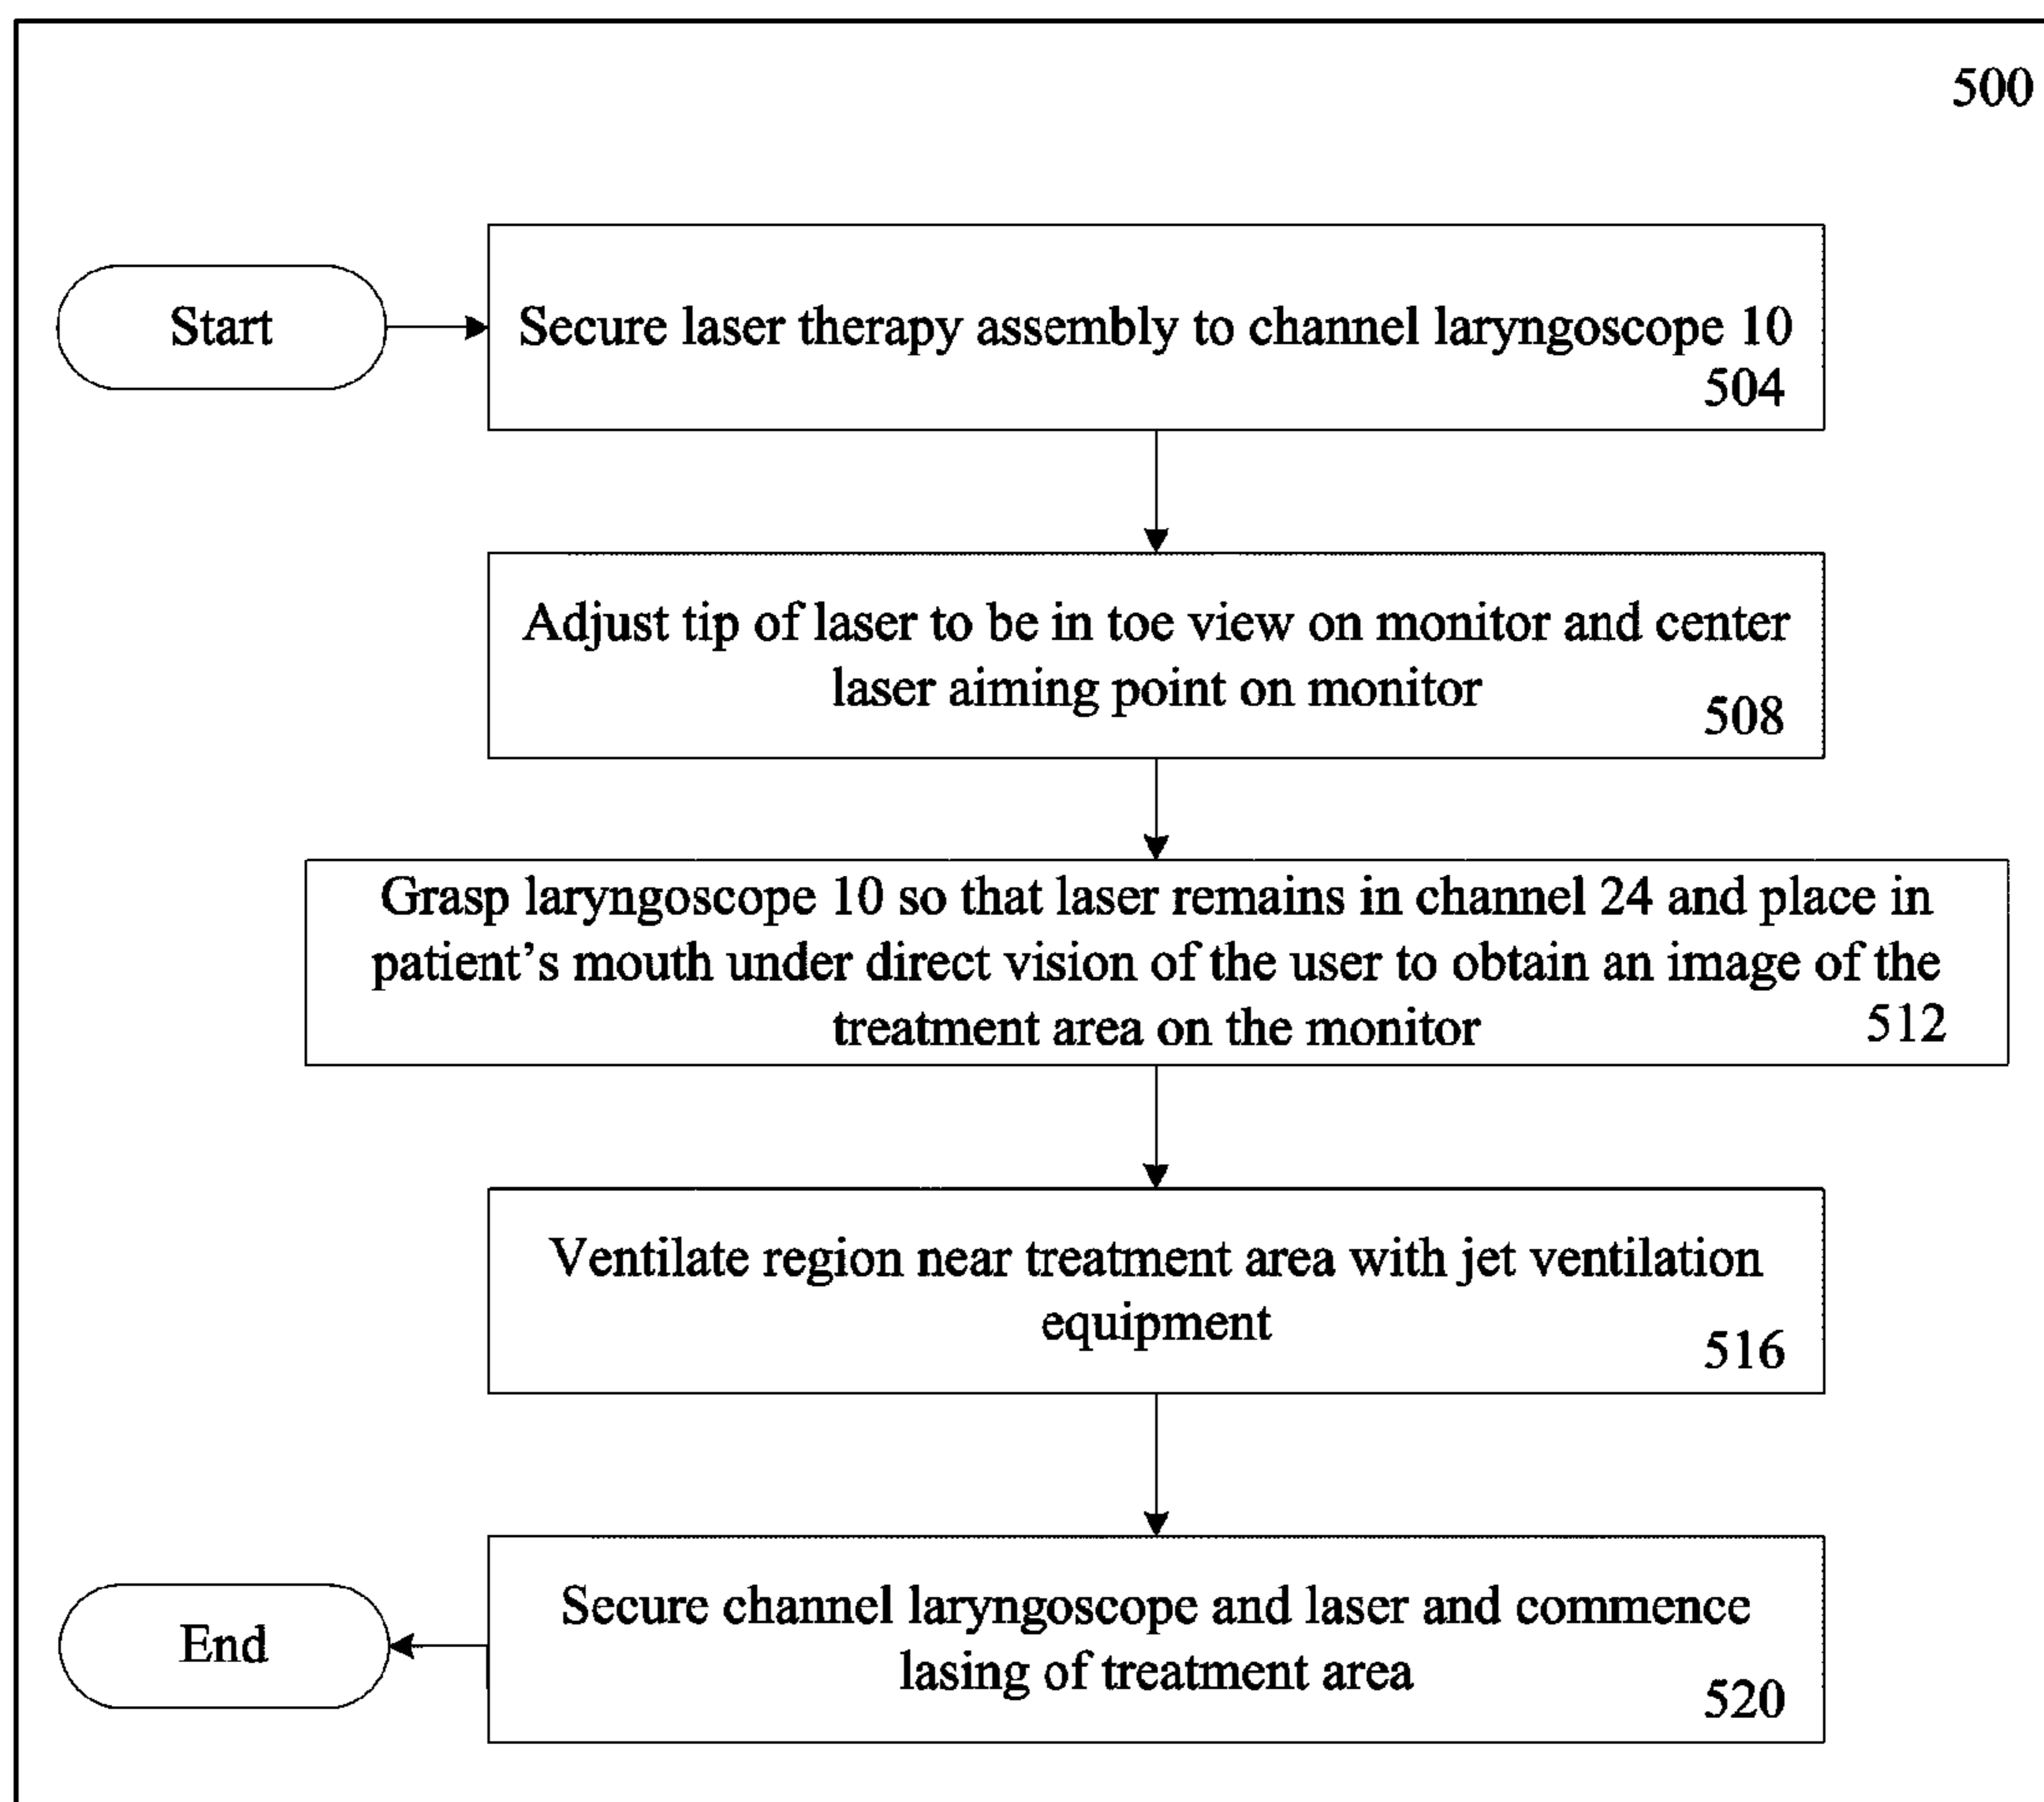 500
Start
Secure laser therapy assembly to channel laryngoscope 10
504
Adjust tip of laser to be in toe view on monitor and center
laser aiming point on monitor
508
Grasp laryngoscope 10 so that laser remains in channel 24 and place in
patient's mouth under direct vision of the user to obtain an image of the
treatment area on the monitor
512
Ventilate region near treatment area with jet ventilation
equipment
516
Secure channel laryngoscope and laser and commence
lasing of treatment area
520
End